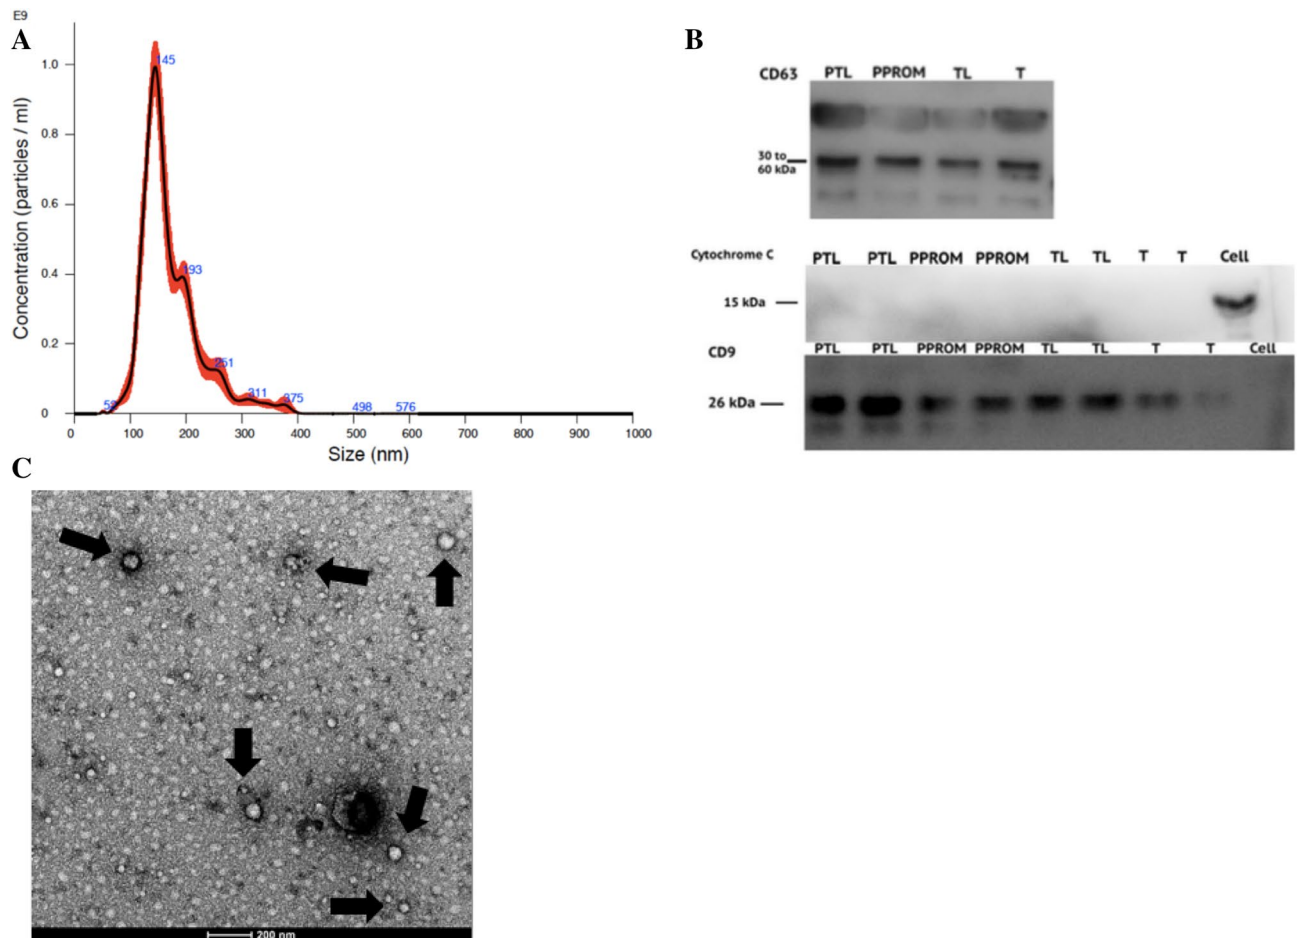 E9
A
Concentration (particles / ml)
1.0
0.8
0.6
0.4
0.2
0
145
193
251
311
375
498
576
0 100 200 300 400 500 600 700 800 900 1000
Size (nm)
B
CD63 PTL PPROM TL T
30 to
60 kDa
Cytochrome C PTL PTL PPROM PPROM TL TL T T Cell
15 kDa
CD9 PTL PTL PPROM PPROM TL TL T T Cell
26 kDa
C
200 nm